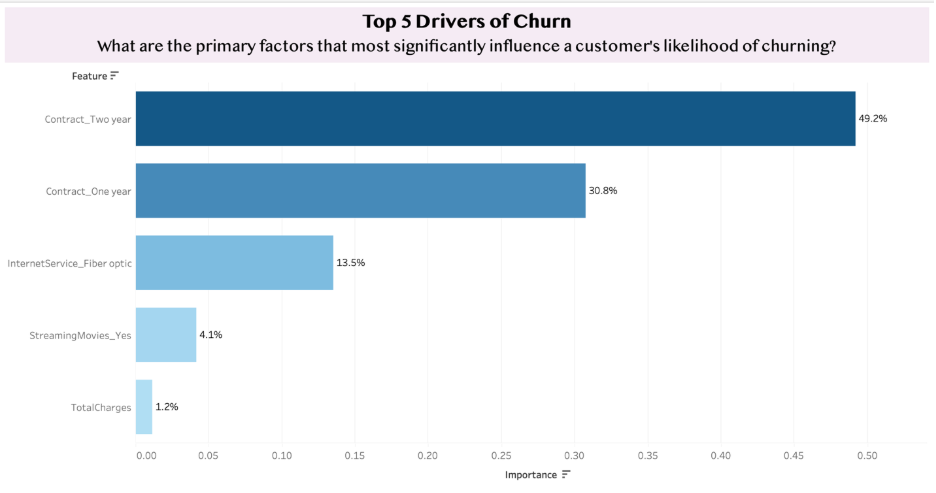 Top 5 Drivers of Churn
What are the primary factors that most significantly influence a customer's likelihood of churning?
Feature
Contract_Two year
49.2%
Contract_One year
30.8%
InternetService_Fiber optic
13.5%
StreamingMovies_Yes
4.1%
TotalCharges
1.2%
0.00 0.05 0.10 0.15 0.20 0.25 0.30 0.35 0.40 0.45 0.50
Importance